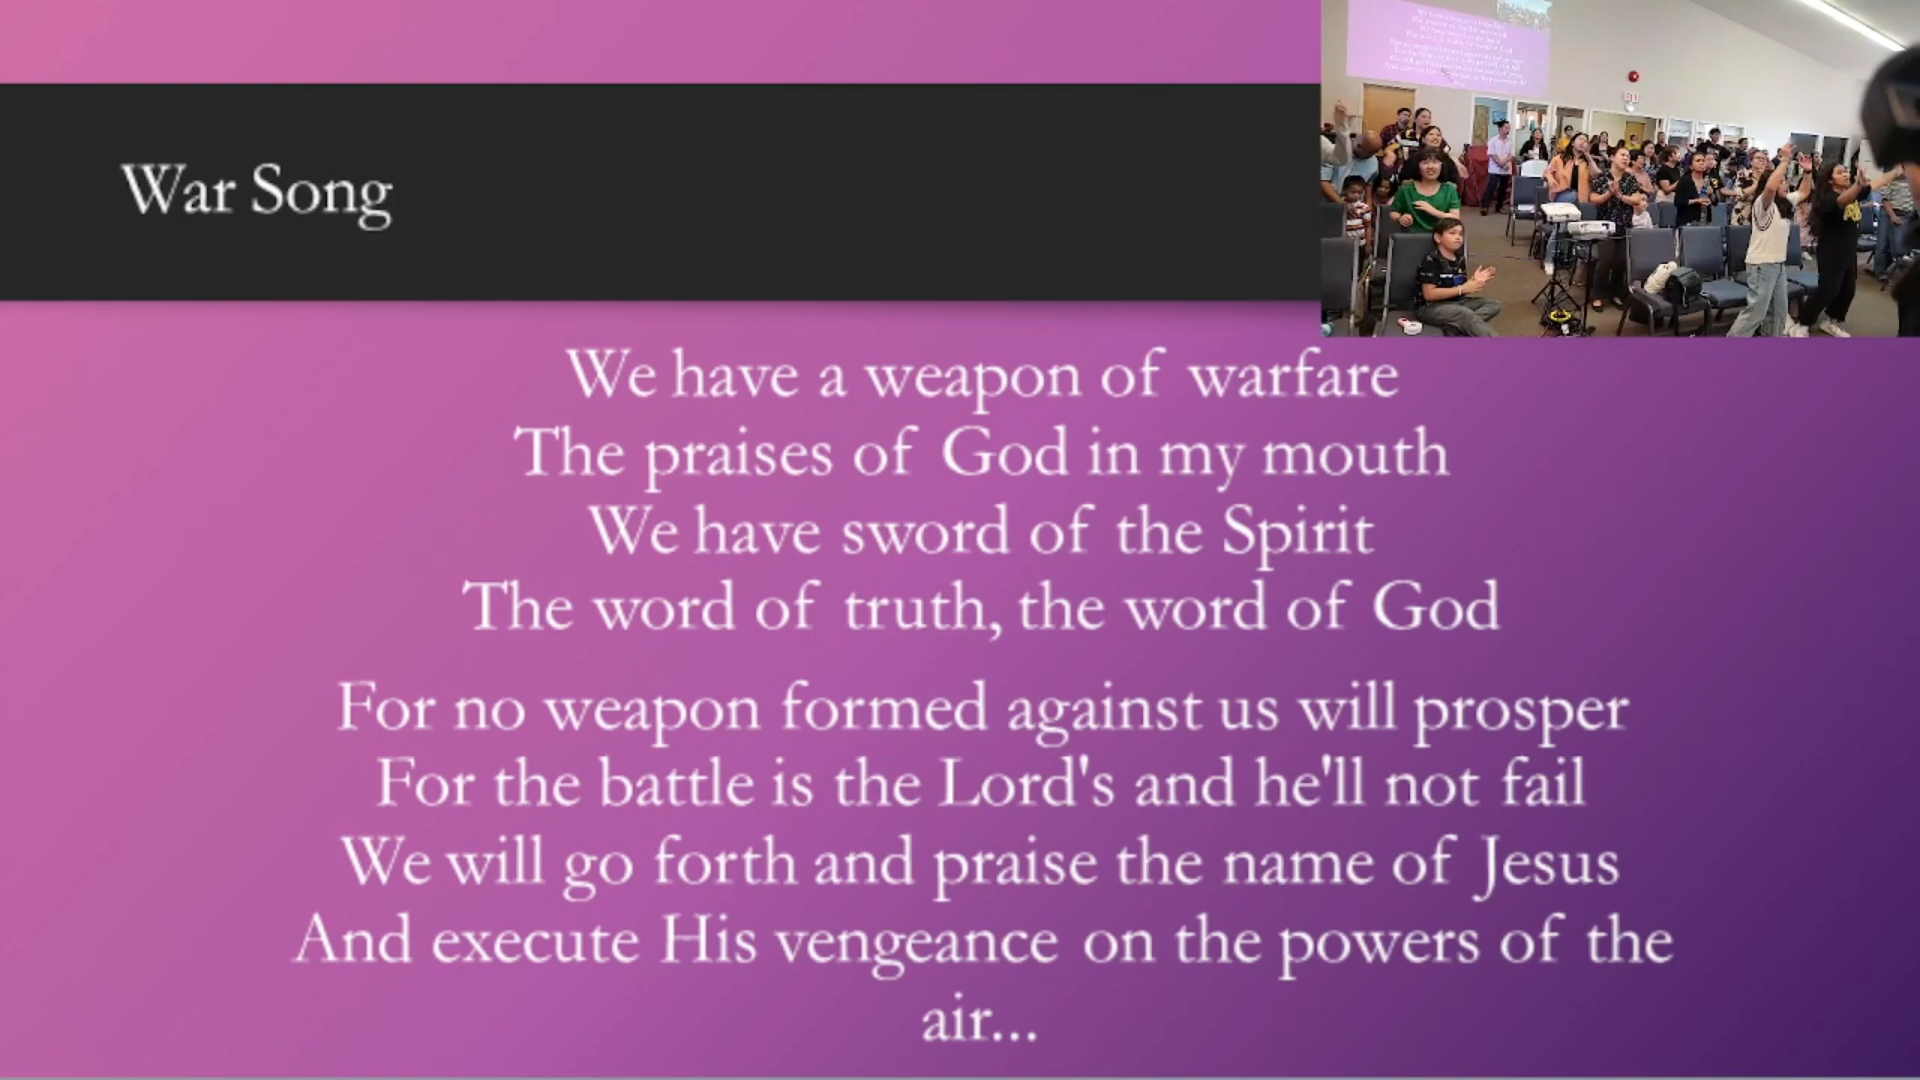 War Song
We have a weapon of warfare
The praises of God in my mouth
We have sword of the Spirit
The word of truth, the word of God
For no weapon formed against us will prosper
For the battle is the Lord's and he'll not fail
We will go forth and praise the name of Jesus
And execute His vengeance on the powers of the
air...